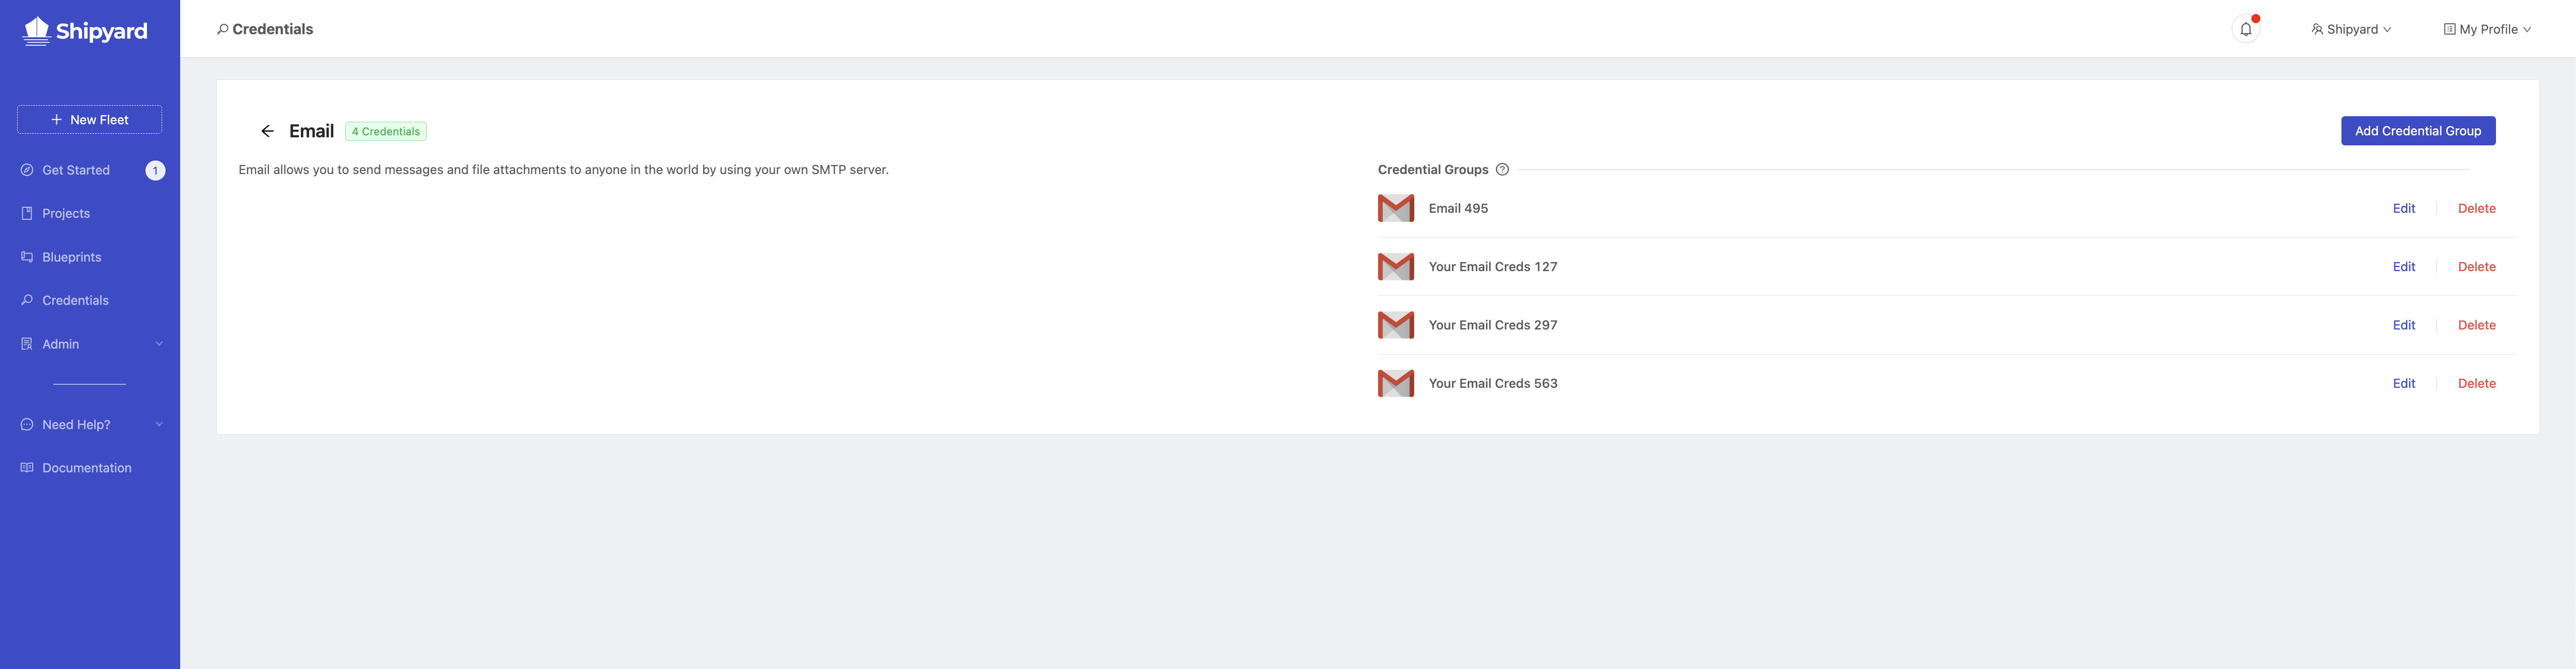 Shipyard
Credentials
Shipyard
My Profile
+ New Fleet
Get Started 1
Projects
Blueprints
Credentials
Admin
Need Help?
Documentation
Email 4 Credentials
Add Credential Group
Email allows you to send messages and file attachments to anyone in the world by using your own SMTP server.
Credential Groups ?
Email 495 Edit Delete
Your Email Creds 127 Edit Delete
Your Email Creds 297 Edit Delete
Your Email Creds 563 Edit Delete